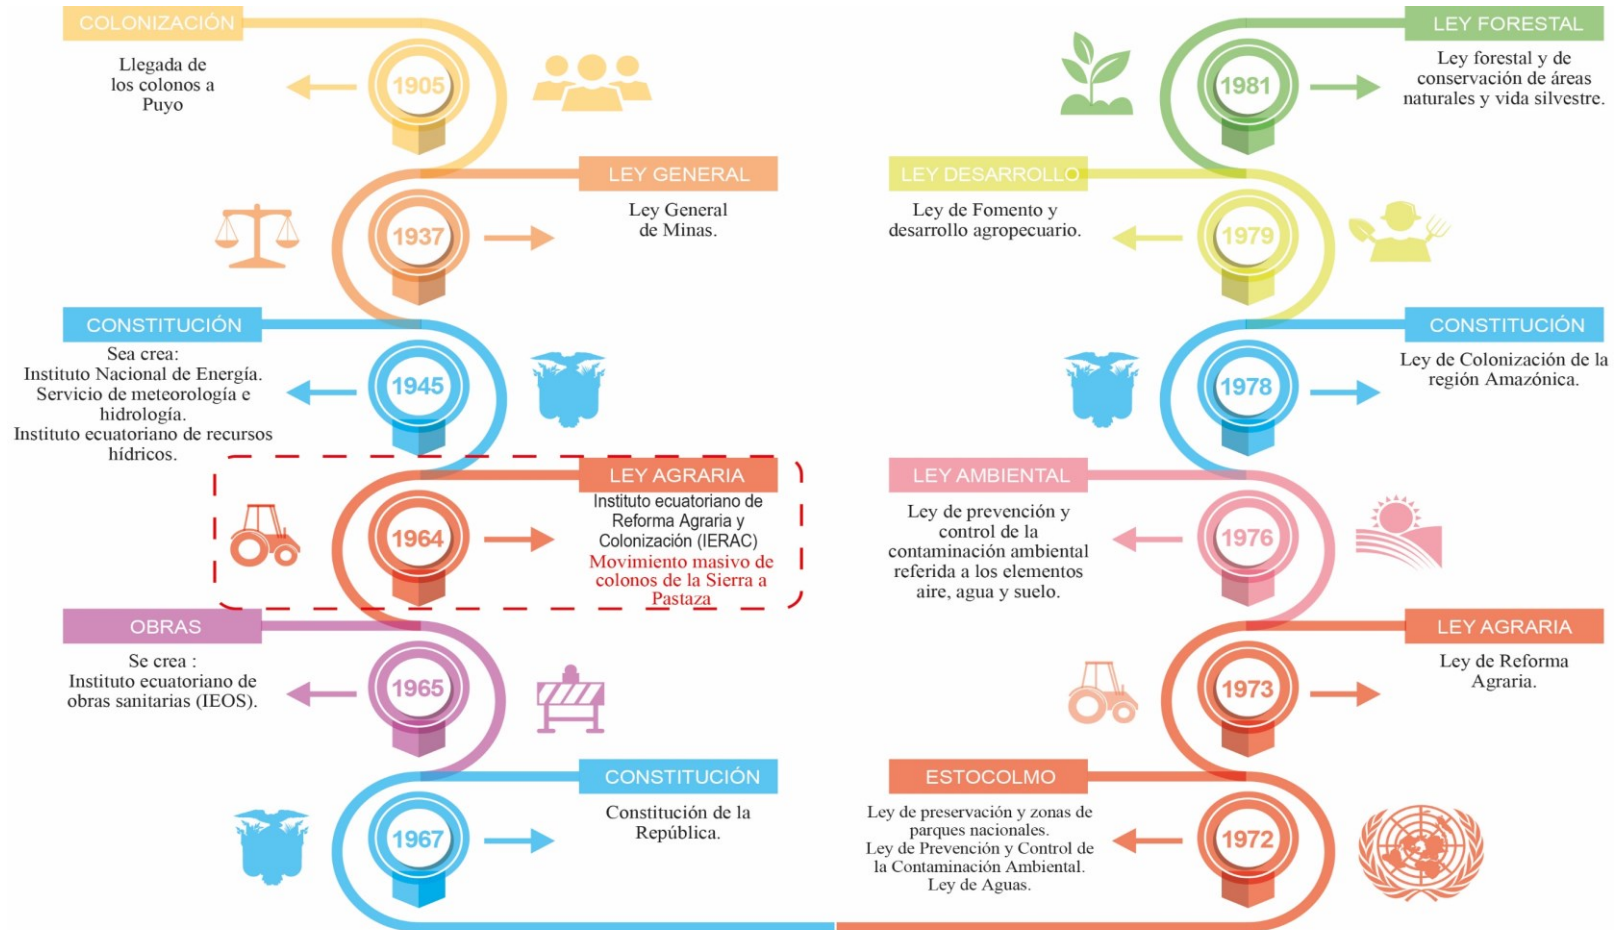 COLONIZACIÓN
Llegada de
los colonos a
Puyo
1905
LEY GENERAL
Ley General
de Minas.
1937
CONSTITUCIÓN
Sea crea:
Instituto Nacional de Energía.
Servicio de meteorología e
hidrología.
Instituto ecuatoriano de recursos
hídricos.
1945
LEY AGRARIA
Instituto ecuatoriano de
Reforma Agraria y
Colonización (IERAC)
Movimiento masivo de
colonos de la Sierra a
Pastaza
1964
OBRAS
Se crea :
Instituto ecuatoriano de
obras sanitarias (IEOS).
1965
CONSTITUCIÓN
Constitución de la
República.
1967
ESTOCOLMO
Ley de preservación y zonas de
parques nacionales.
Ley de Prevención y Control de
la Contaminación Ambiental.
Ley de Aguas.
1972
LEY AGRARIA
Ley de Reforma
Agraria.
1973
LEY AMBIENTAL
Ley de prevención y
control de la
contaminación ambiental
referida a los elementos
aire, agua y suelo.
1976
CONSTITUCIÓN
Ley de Colonización de la
región Amazónica.
1978
LEY DESARROLLO
Ley de Fomento y
desarrollo agropecuario.
1979
LEY FORESTAL
Ley forestal y de
conservación de áreas
naturales y vida silvestre.
1981